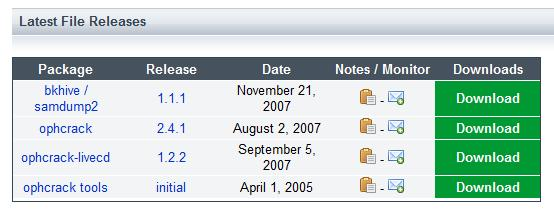 Latest File Releases
Package Release Date Notes / Monitor Downloads
bkhive / samdump2 1.1.1 November 21, 2007 - Download
ophcrack 2.4.1 August 2, 2007 - Download
ophcrack-livecd 1.2.2 September 5, 2007 - Download
ophcrack tools initial April 1, 2005 - Download